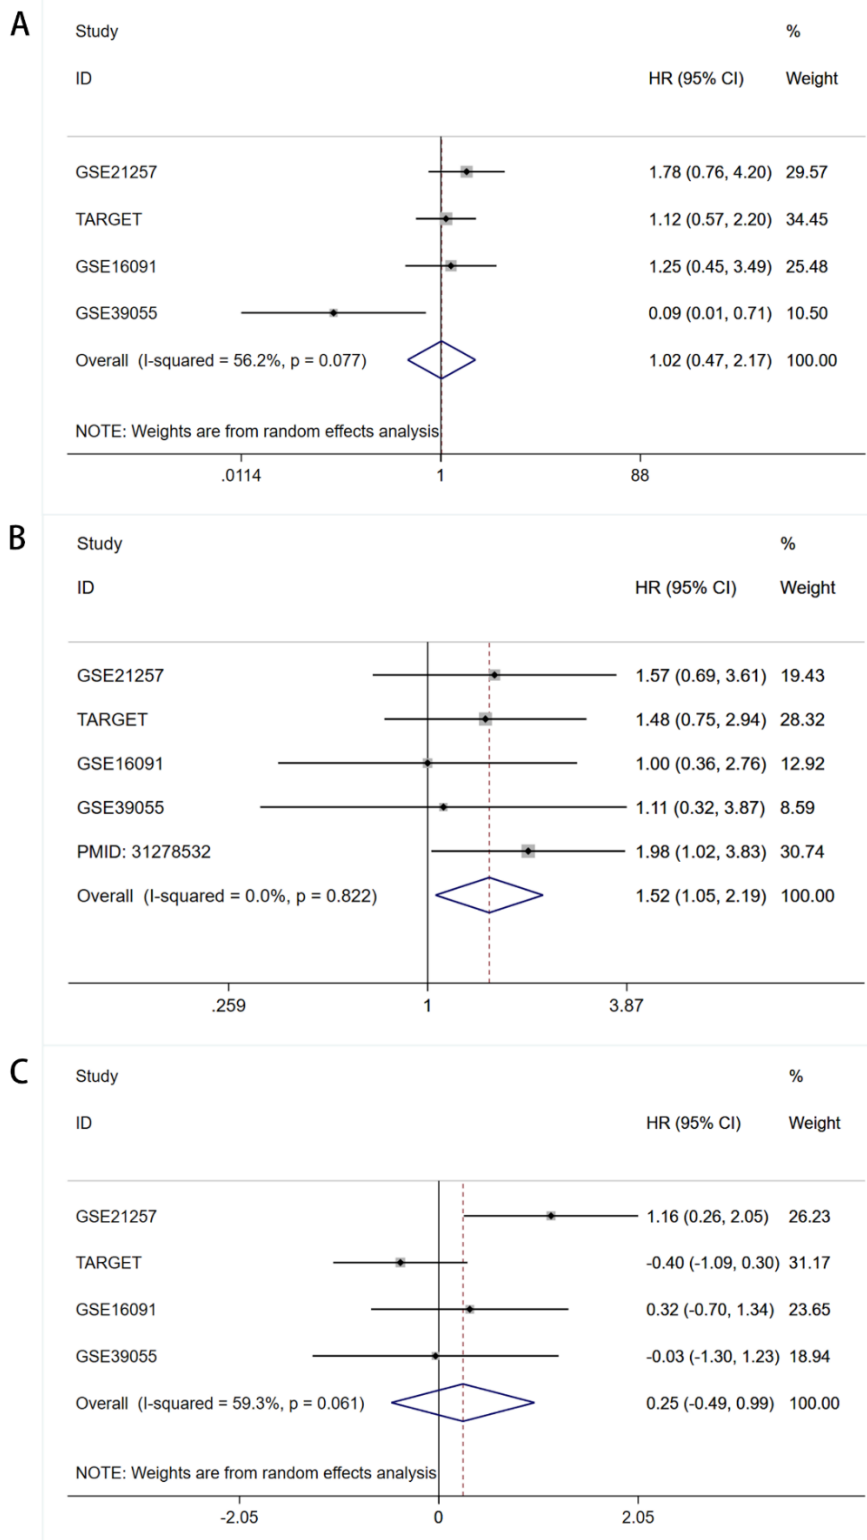 A
Study %
ID HR (95% CI) Weight
GSE21257 1.78 (0.76, 4.20) 29.57
TARGET 1.12 (0.57, 2.20) 34.45
GSE16091 1.25 (0.45, 3.49) 25.48
GSE39055 0.09 (0.01, 0.71) 10.50
Overall (I-squared = 56.2%, p = 0.077) 1.02 (0.47, 2.17) 100.00
NOTE: Weights are from random effects analysis
.0114 1 88
B
Study %
ID HR (95% CI) Weight
GSE21257 1.57 (0.69, 3.61) 19.43
TARGET 1.48 (0.75, 2.94) 28.32
GSE16091 1.00 (0.36, 2.76) 12.92
GSE39055 1.11 (0.32, 3.87) 8.59
PMID: 31278532 1.98 (1.02, 3.83) 30.74
Overall (I-squared = 0.0%, p = 0.822) 1.52 (1.05, 2.19) 100.00
.259 1 3.87
C
Study %
ID HR (95% CI) Weight
GSE21257 1.16 (0.26, 2.05) 26.23
TARGET -0.40 (-1.09, 0.30) 31.17
GSE16091 0.32 (-0.70, 1.34) 23.65
GSE39055 -0.03 (-1.30, 1.23) 18.94
Overall (I-squared = 59.3%, p = 0.061) 0.25 (-0.49, 0.99) 100.00
NOTE: Weights are from random effects analysis
-2.05 0 2.05